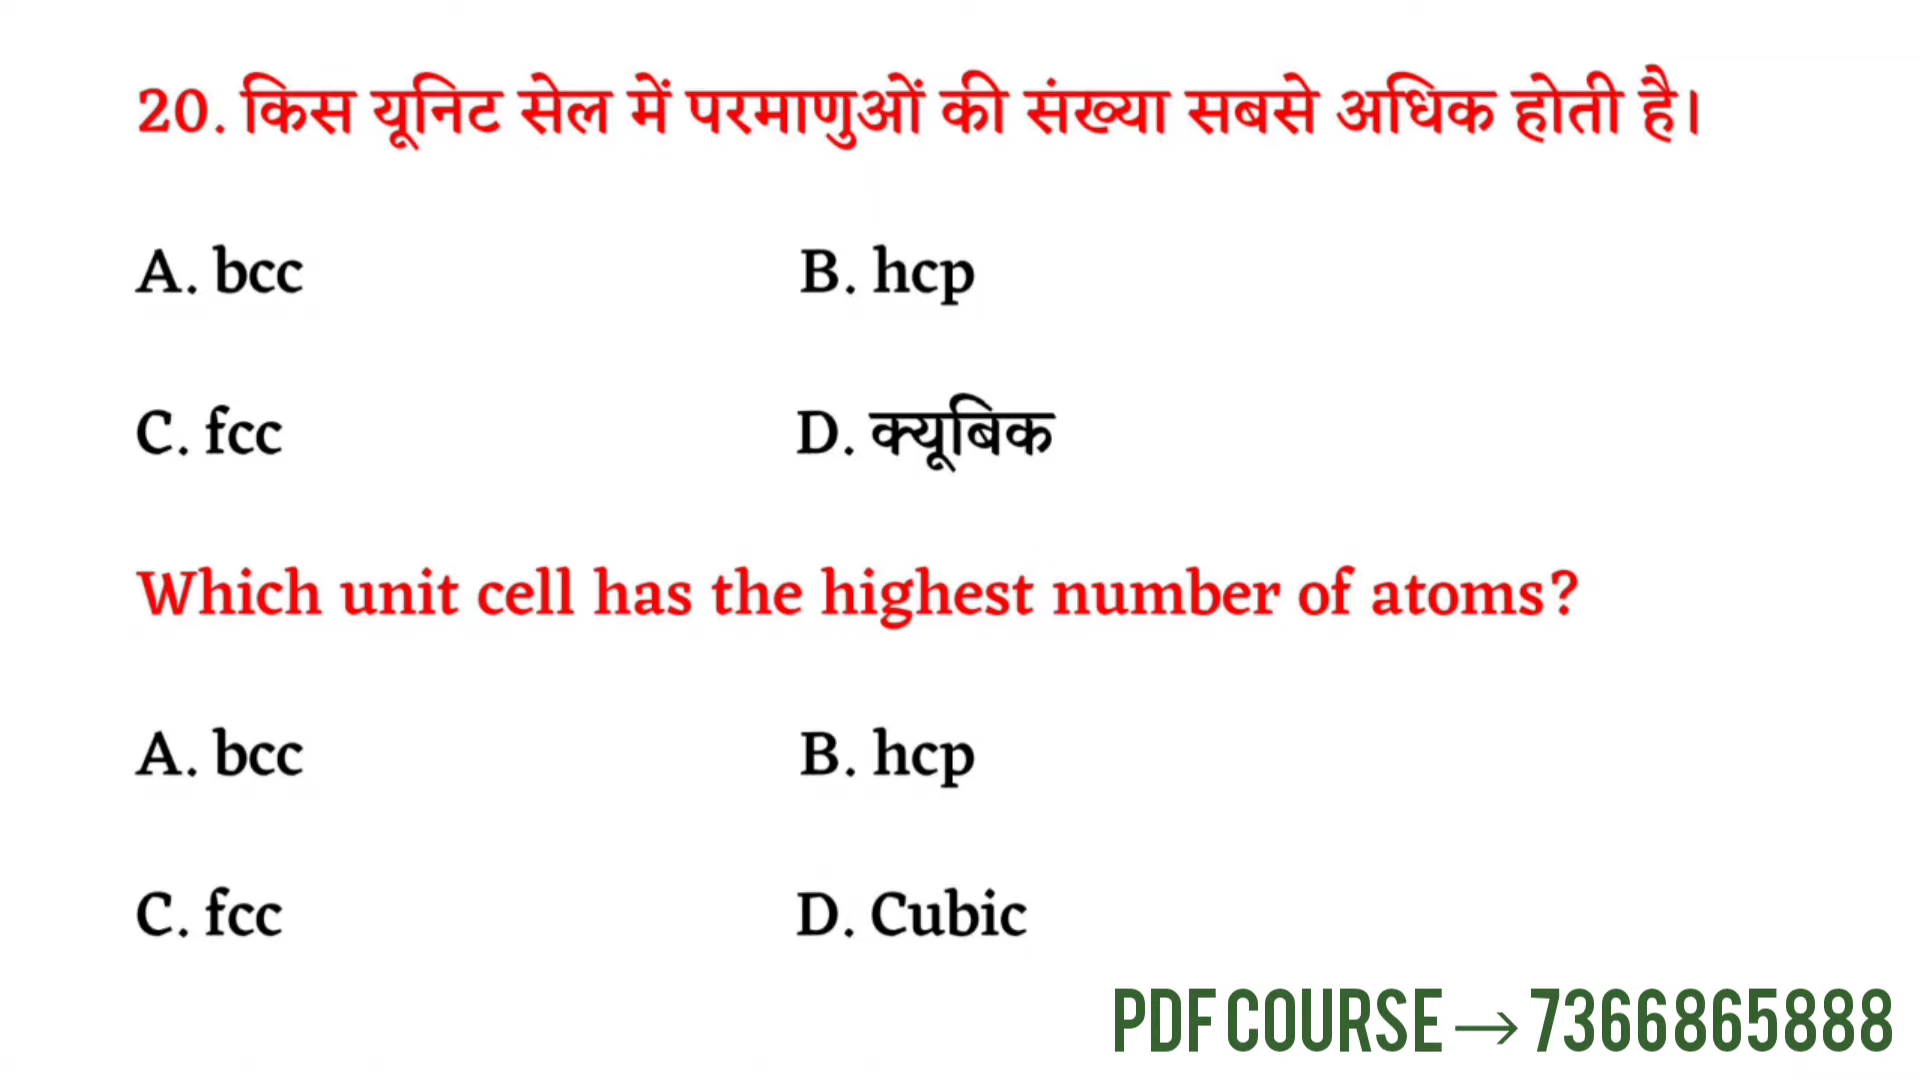 20. किस यूनिट सेल में परमाणुओं की संख्या सबसे अधिक होती है।
A. bcc B. hcp
C. fcc D. क्यूबिक
Which unit cell has the highest number of atoms?
A. bcc B. hcp
C. fcc D. Cubic
PDF COURSE → 7366865888